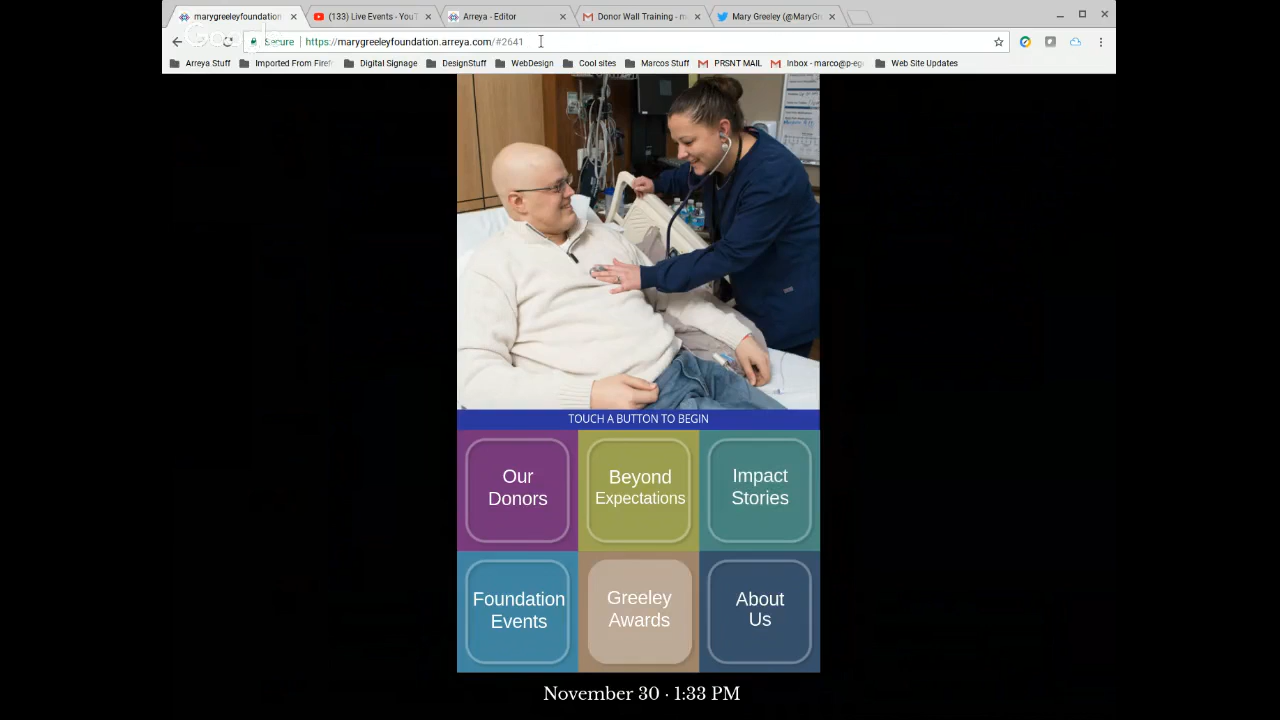 marygreeleyfoundation
(133) Live Events - YouT
Arreya - Editor
Donor Wall Training - m
Mary Greeley (@MaryGr
Google
Secure
https://marygreeleyfoundation.arreya.com/#2641
Arreya Stuff
Imported From Firef
Digital Signage
DesignStuff
WebDesign
Cool sites
Marcos Stuff
PRSNT MAIL
Inbox - marco@p-eg
Web Site Updates
TOUCH A BUTTON TO BEGIN
Our
Donors
Beyond
Expectations
Impact
Stories
Foundation
Events
Greeley
Awards
About
Us
November 30 · 1:33 PM